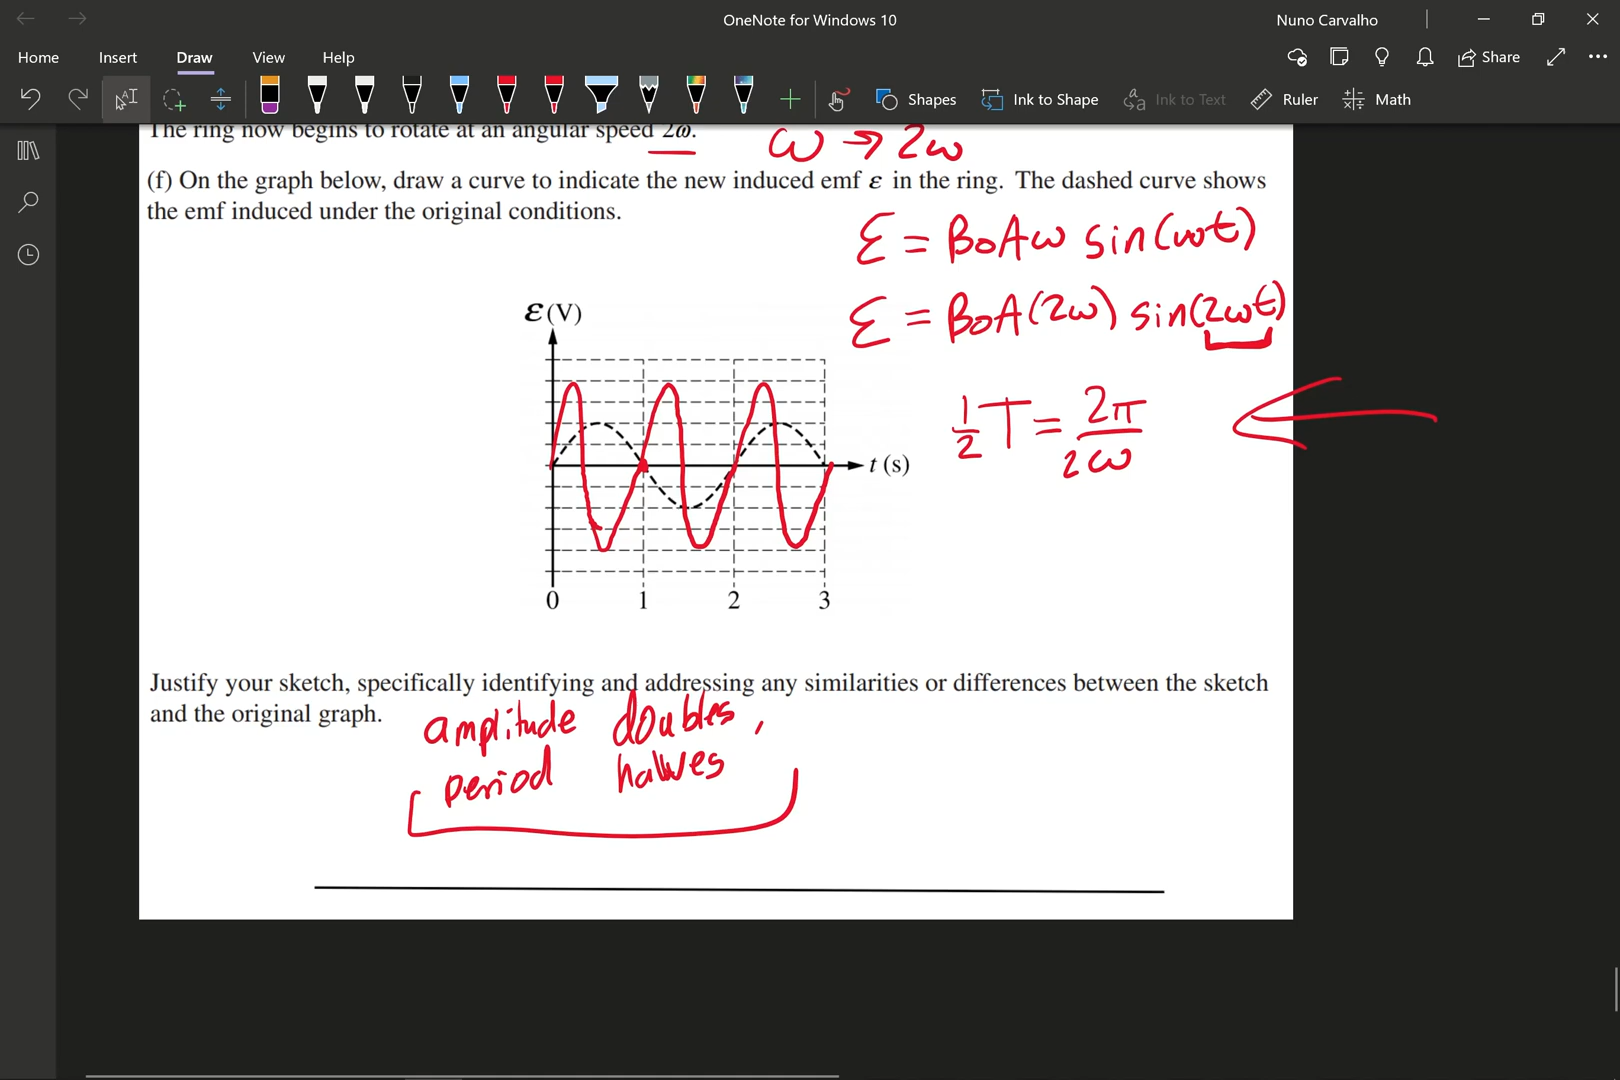 OneNote for Windows 10
Nuno Carvalho
Home Insert Draw View Help
Share
Shapes Ink to Shape Ink to Text Ruler Math
The ring now begins to rotate at an angular speed 2ω.
ω → 2ω
(f) On the graph below, draw a curve to indicate the new induced emf ε in the ring. The dashed curve shows
the emf induced under the original conditions.
ε = B₀Aω sin(ωt)
ε = B₀A(2ω) sin(2ωt)
ε (V)
½T = 2π/2ω
t (s)
0 1 2 3
Justify your sketch, specifically identifying and addressing any similarities or differences between the sketch
and the original graph.
amplitude doubles,
period halves